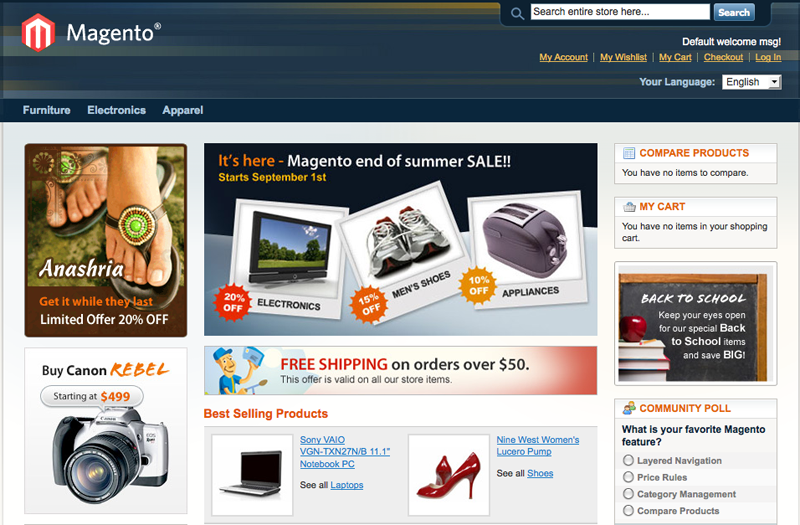 Magento®
Search entire store here...
Search
Default welcome msg!
My Account | My Wishlist | My Cart | Checkout | Log In
Your Language: English
Furniture Electronics Apparel
Anashria
Get it while they last
Limited Offer 20% OFF
Buy Canon REBEL
Starting at $499
Canon
It's here - Magento end of summer SALE!!
Starts September 1st
20% OFF
ELECTRONICS
15% OFF
MEN'S SHOES
10% OFF
APPLIANCES
FREE SHIPPING on orders over $50.
This offer is valid on all our store items.
Best Selling Products
Sony VAIO
VGN-TXN27N/B 11.1"
Notebook PC
See all Laptops
Nine West Women's
Lucero Pump
See all Shoes
COMPARE PRODUCTS
You have no items to compare.
MY CART
You have no items in your shopping
cart.
BACK TO SCHOOL
Keep your eyes open
for our special Back
to School items
and save BIG!
COMMUNITY POLL
What is your favorite Magento
feature?
Layered Navigation
Price Rules
Category Management
Compare Products